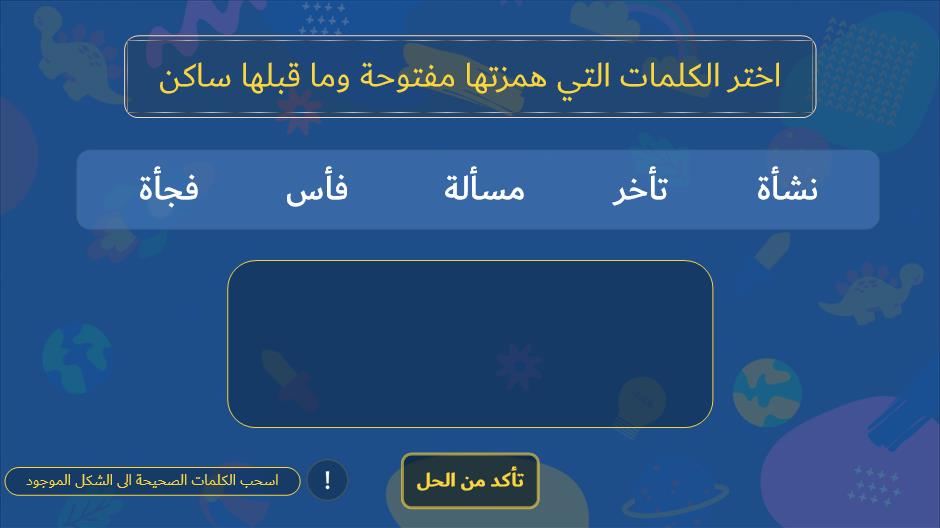 اختر الكلمات التي همزتها مفتوحة وما قبلها ساكن
نشأة تأخر مسألة فأس فجأة
تأكد من الحل
!
اسحب الكلمات الصحيحة الى الشكل الموجود